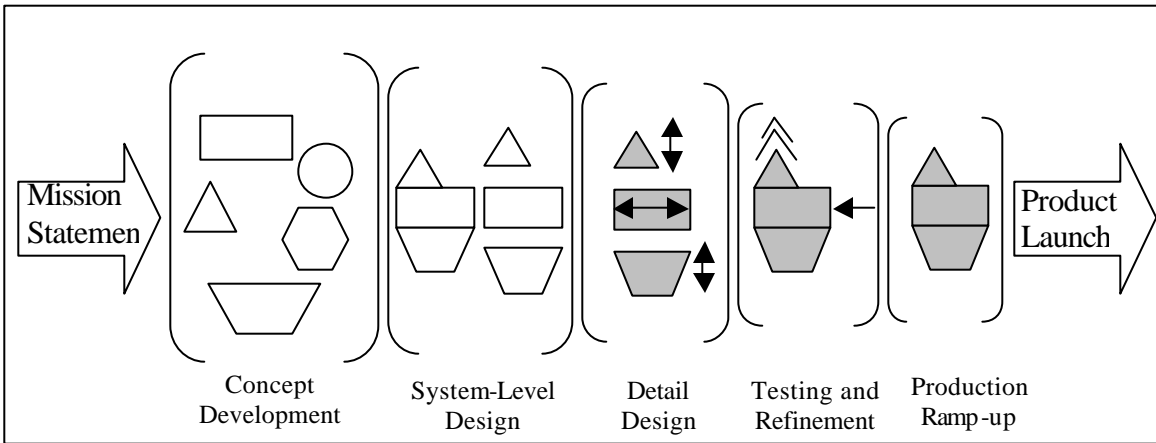 Mission
Statemen
Concept
Development
System-Level
Design
Detail
Design
Testing and
Refinement
Production
Ramp-up
Product
Launch